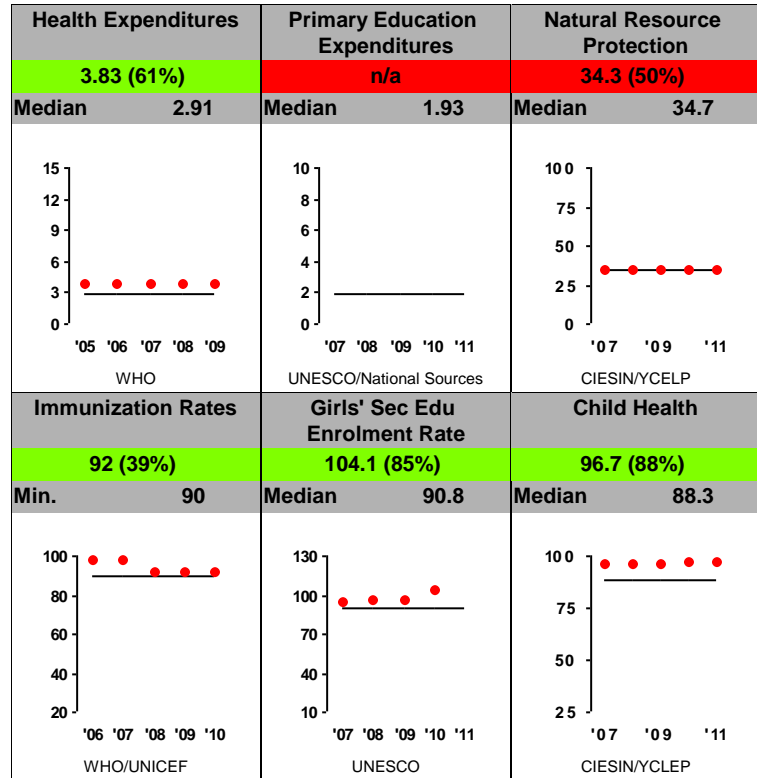 Health Expenditures
3.83 (61%)
Median 2.91
15
12
9
6
3
0
'05 '06 '07 '08 '09
WHO
Primary Education
Expenditures
n/a
Median 1.93
10
8
6
4
2
0
'07 '08 '09 '10 '11
UNESCO/National Sources
Natural Resource
Protection
34.3 (50%)
Median 34.7
100
75
50
25
0
'07 '09 '11
CIESIN/YCELP
Immunization Rates
92 (39%)
Min. 90
100
80
60
40
20
'06 '07 '08 '09 '10
WHO/UNICEF
Girls' Sec Edu
Enrolment Rate
104.1 (85%)
Median 90.8
130
100
70
40
10
'07 '08 '09 '10 '11
UNESCO
Child Health
96.7 (88%)
Median 88.3
100
75
50
25
'07 '09 '11
CIESIN/YCLEP